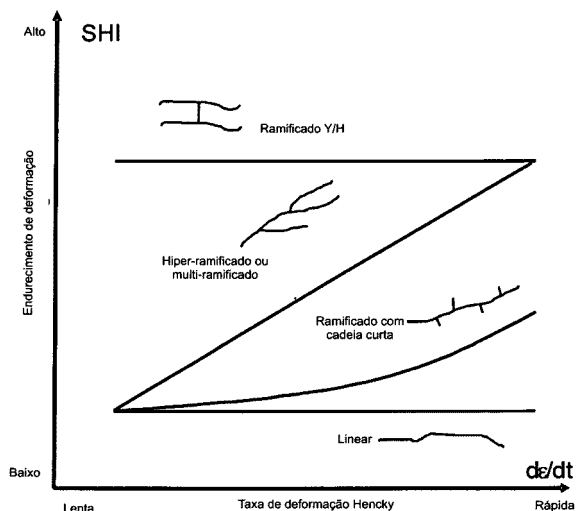 Alto
SHI
Ramificado Y/H
Endurecimento de deformação
Hiper-ramificado ou
multi-ramificado
Ramificado com
cadeia curta
Linear
Baixo
dε/dt
Lenta
Taxa de deformação Hencky
Rápida